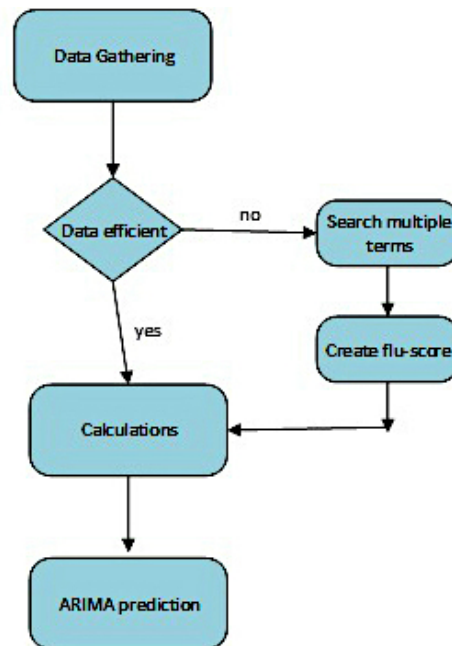 Data Gathering
Data efficient
no
Search multiple
terms
yes
Create flu-score
Calculations
ARIMA prediction